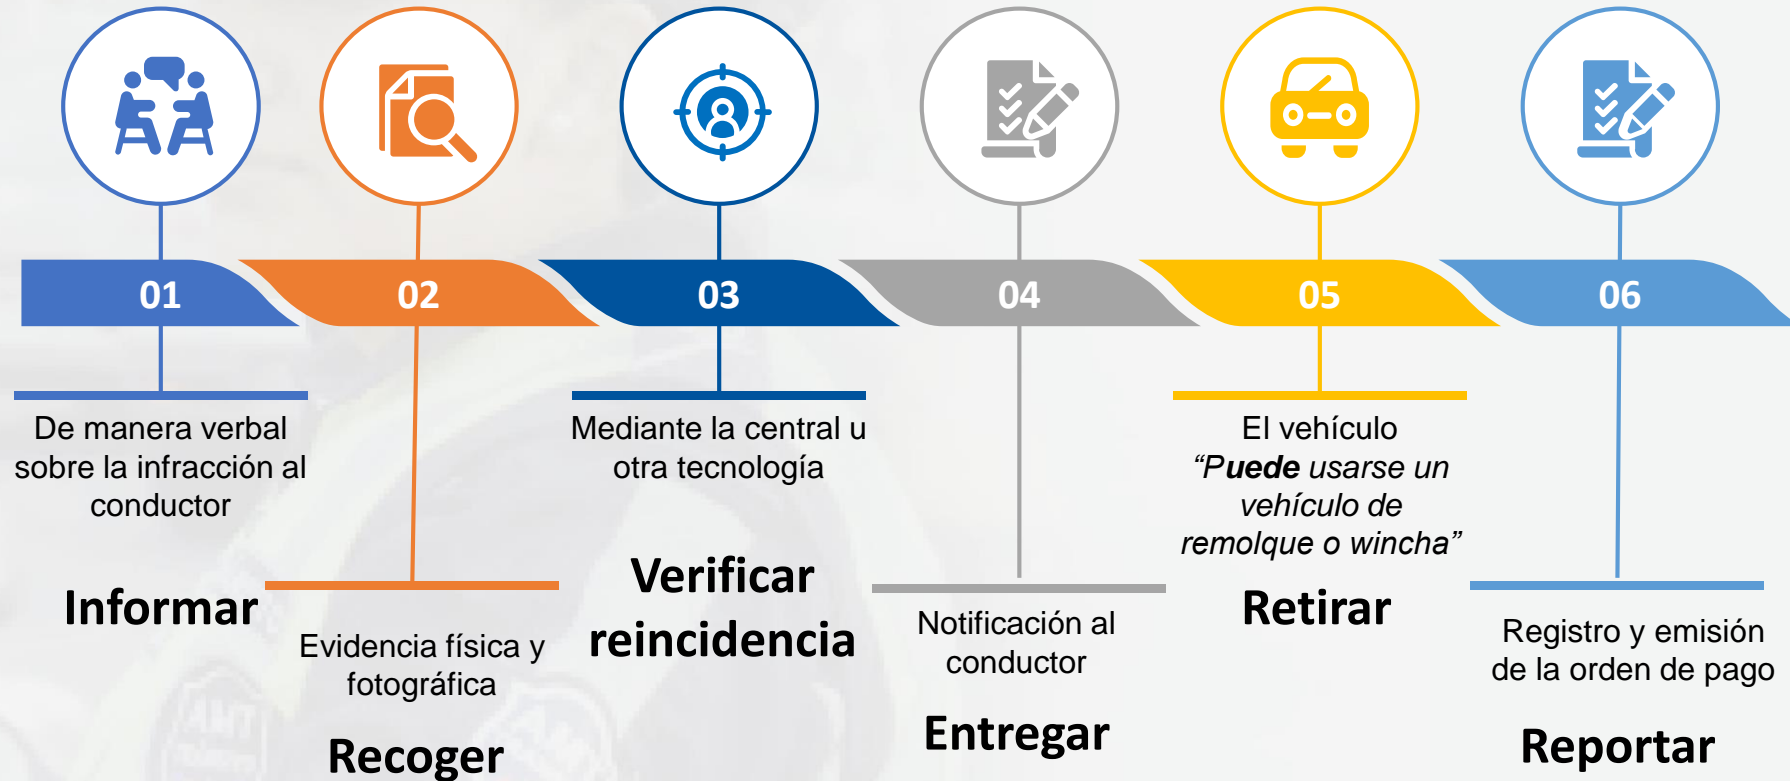 01
De manera verbal
sobre la infracción al
conductor
Informar
02
Evidencia física y
fotográfica
Recoger
03
Mediante la central u
otra tecnología
Verificar
reincidencia
04
Notificación al
conductor
Entregar
05
El vehículo
“Puede usarse un
vehículo de
remolque o wincha”
Retirar
06
Registro y emisión
de la orden de pago
Reportar